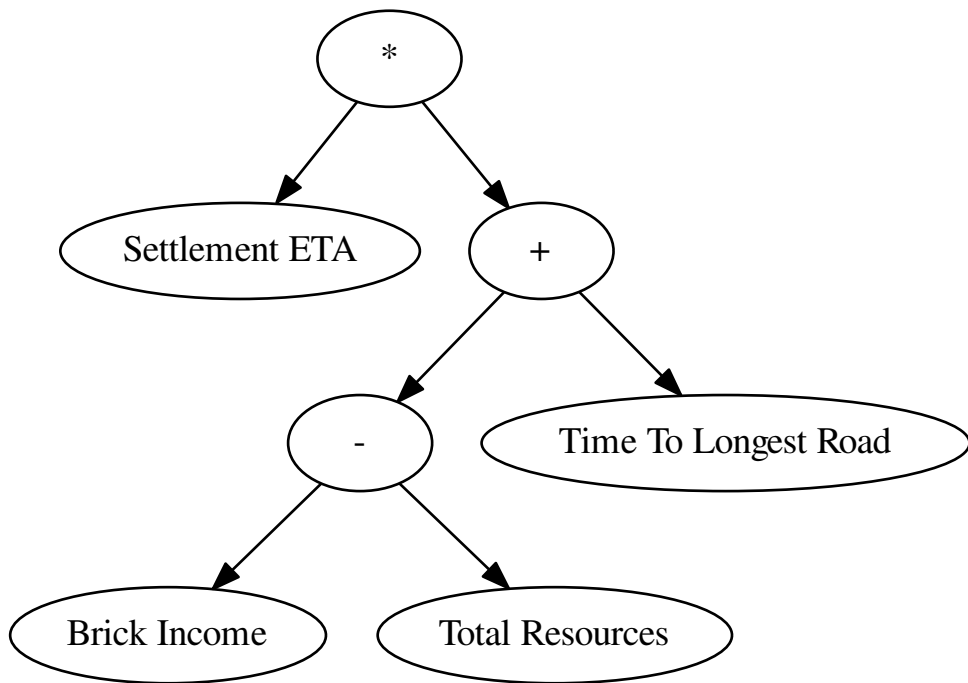 *
Settlement ETA
+
-
Time To Longest Road
Brick Income
Total Resources